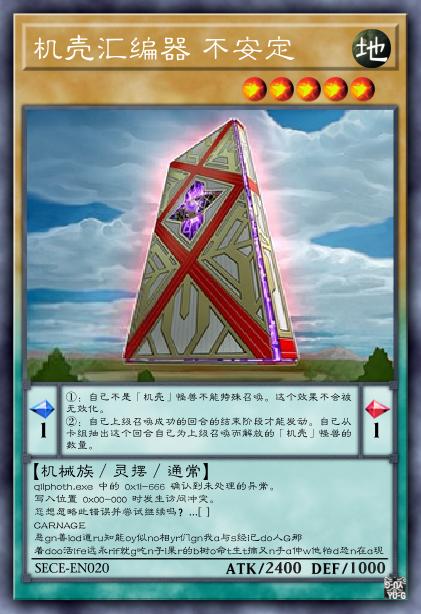 机壳汇编器 不安定
地
①：自己不是「机壳」怪兽不能特殊召唤。这个效果不会被
无效化。
②：自己上级召唤成功的回合的结束阶段才能发动。自己从
卡组抽出这个回合自己为上级召唤而解放的「机壳」怪兽的
数量。
1
1
【机械族／灵摆／通常】
qliphoth.exe 中的 0x1i-666 确认到未处理的异常。
写入位置 0x00-000 时发生访问冲突。
您想忽略此错误并尝试继续吗？...[ ]
CARNAGE
SECE-EN020
ATK/2400 DEF/1000